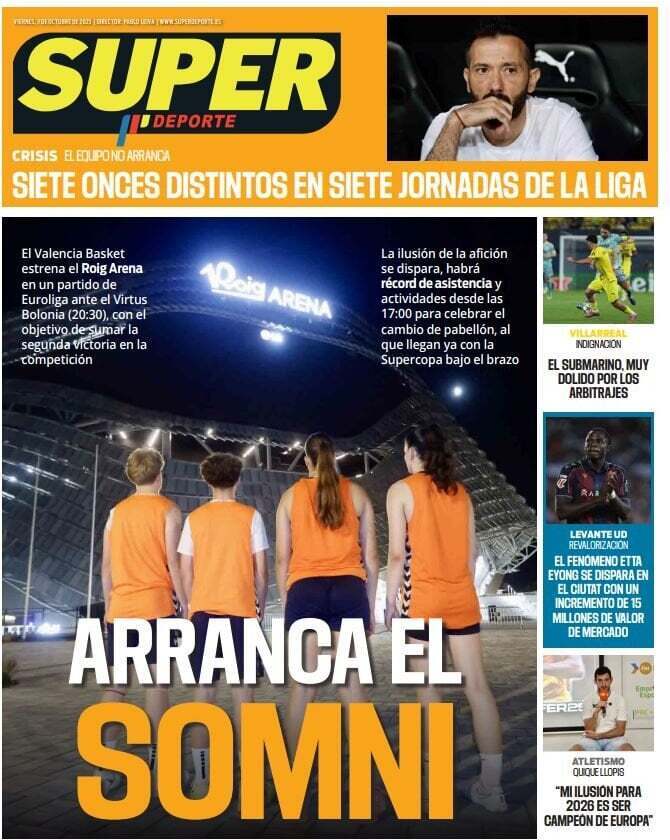 VIERNES, 3 DE OCTUBRE DE 2025 | DIRECTOR: PABLO LEIVA | WWW.SUPERDEPORTE.ES
SUPER
DEPORTE
CRISIS EL EQUIPO NO ARRANCA
SIETE ONCES DISTINTOS EN SIETE JORNADAS DE LA LIGA
El Valencia Basket
estrena el Roig Arena
en un partido de
Euroliga ante el Virtus
Bolonia (20:30), con el
objetivo de sumar la
segunda victoria en la
competición
La ilusión de la afición
se dispara, habrá
récord de asistencia y
actividades desde las
17:00 para celebrar el
cambio de pabellón, al
que llegan ya con la
Supercopa bajo el brazo
Roig ARENA
ARRANCA EL
SOMNI
VILLARREAL
INDIGNACIÓN
EL SUBMARINO, MUY
DOLIDO POR LOS
ARBITRAJES
LEVANTE UD
REVALORIZACIÓN
EL FENÓMENO ETTA
EYONG SE DISPARA EN
EL CIUTAT CON UN
INCREMENTO DE 15
MILLONES DE VALOR
DE MERCADO
ATLETISMO
QUIQUE LLOPIS
"MI ILUSIÓN PARA
2026 ES SER
CAMPEÓN DE EUROPA"